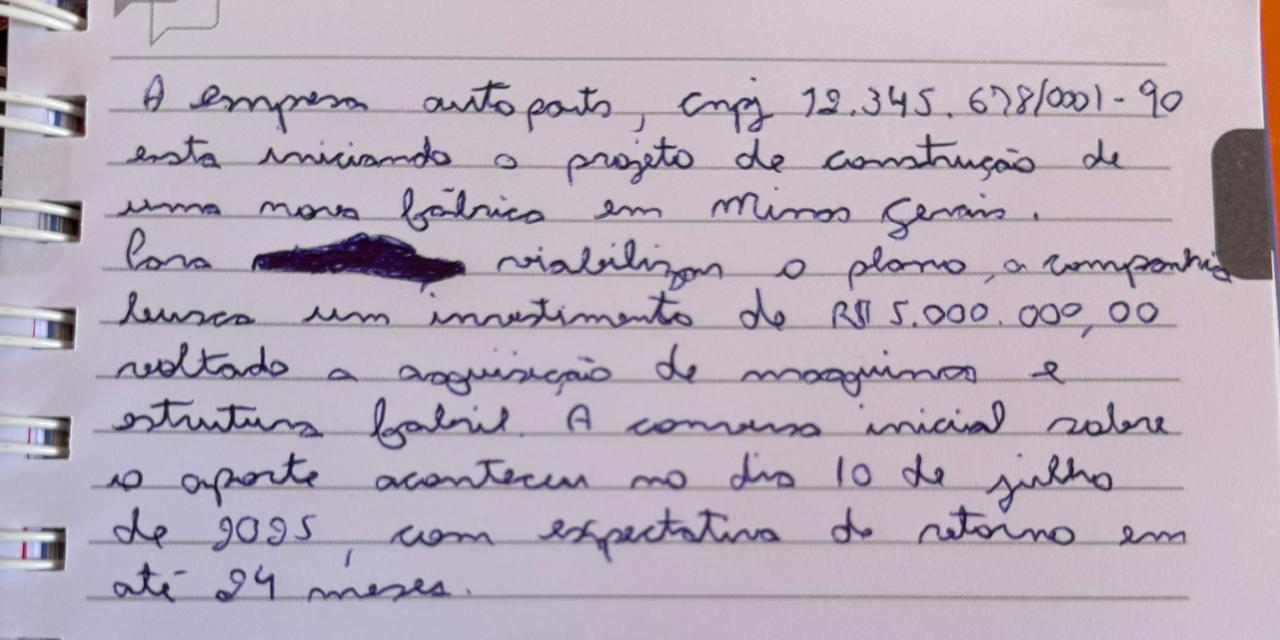 A empresa autoparts, cnpj 12.345.678/0001-90
esta iniciando o projeto de construção de
uma nova fábrica em Minas Gerais.
Para viabilizar o plano, a companhia
busca um investimento de R$ 5.000.000,00
voltado a aquisição de maquinas e
estrutura fabril. A conversa inicial sobre
o aporte aconteceu no dia 10 de julho
de 2025, com expectativa de retorno em
até 24 meses.